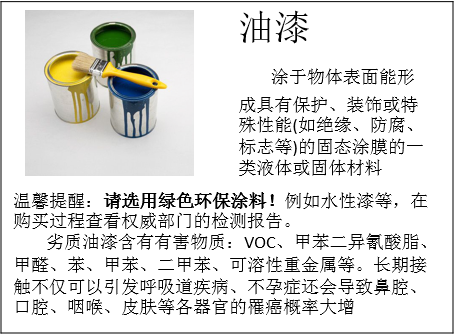 油漆
涂于物体表面能形
成具有保护、装饰或特
殊性能(如绝缘、防腐、
标志等)的固态涂膜的一
类液体或固体材料
温馨提醒：请选用绿色环保涂料！例如水性漆等，在
购买过程查看权威部门的检测报告。
劣质油漆含有有害物质：VOC、甲苯二异氰酸脂、
甲醛、苯、甲苯、二甲苯、可溶性重金属等。长期接
触不仅可以引发呼吸道疾病、不孕症还会导致鼻腔、
口腔、咽喉、皮肤等各器官的罹癌概率大增